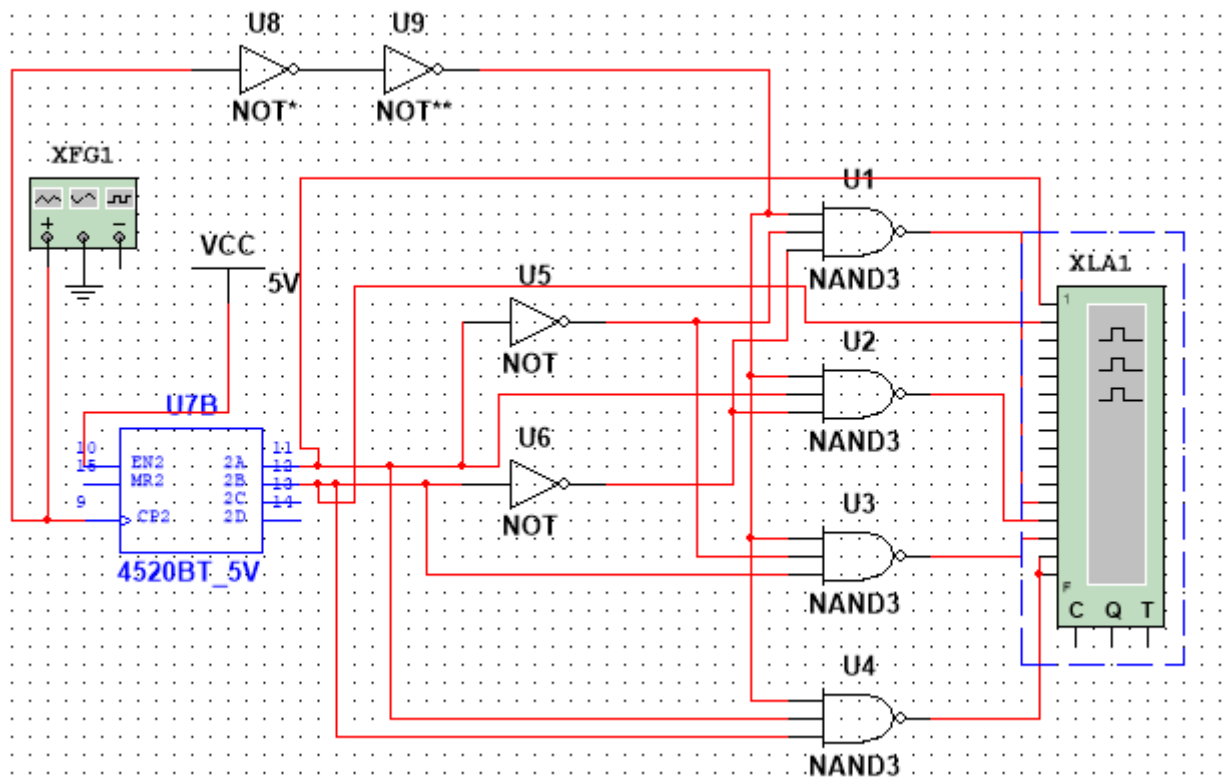 U8 U9
NOT* NOT**
XFG1
+ −
VCC
5V
U1
NAND3
XLA1
1
U5
NOT
U2
NAND3
U7B
10 EN2 2A 11
15 MR2 2B 12
2C 13
9 CP2 2D 14
4520BT_5V
U6
NOT
U3
NAND3
F
C Q T
U4
NAND3